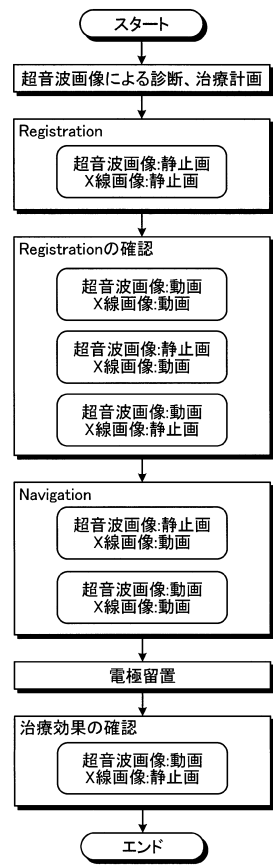 スタート
超音波画像による診断、治療計画
Registration
超音波画像:静止画
X線画像:静止画
Registrationの確認
超音波画像:動画
X線画像:動画
超音波画像:静止画
X線画像:動画
超音波画像:動画
X線画像:静止画
Navigation
超音波画像:静止画
X線画像:動画
超音波画像:動画
X線画像:動画
電極留置
治療効果の確認
超音波画像:動画
X線画像:静止画
エンド